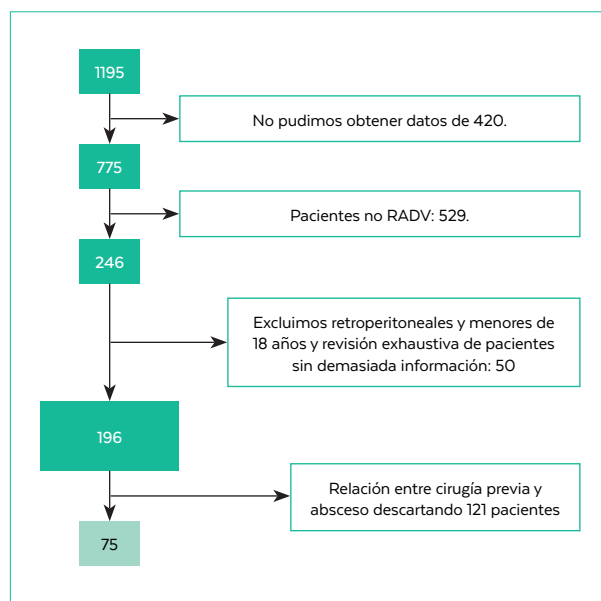 1195
No pudimos obtener datos de 420.
775
Pacientes no RADV: 529.
246
Excluimos retroperitoneales y menores de
18 años y revisión exhaustiva de pacientes
sin demasiada información: 50
196
Relación entre cirugía previa y
absceso descartando 121 pacientes
75